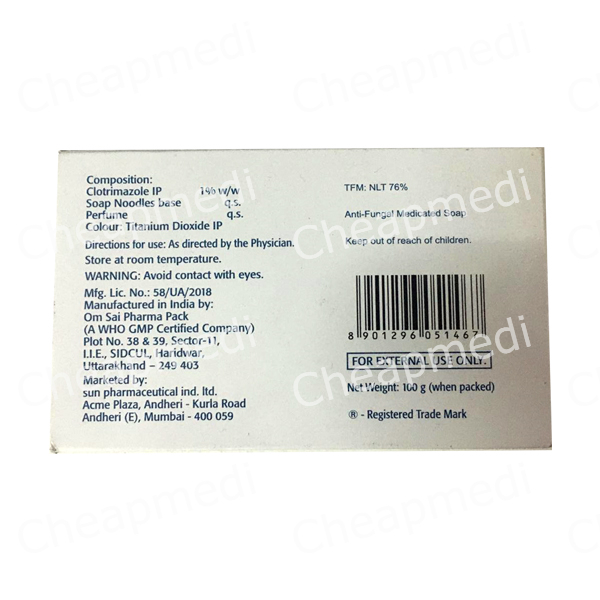 Composition:
Clotrimazole IP 1% w/w
Soap Noodles base q.s.
Perfume q.s.
Colour: Titanium Dioxide IP
Directions for use: As directed by the Physician.
Store at room temperature.
WARNING: Avoid contact with eyes.
Mfg. Lic. No.: 58/UA/2018
Manufactured in India by:
Om Sai Pharma Pack
(A WHO GMP Certified Company)
Plot No. 38 & 39, Sector-11,
I.I.E., SIDCUL, Haridwar,
Uttarakhand – 249 403
Marketed by:
sun pharmaceutical ind. ltd.
Acme Plaza, Andheri - Kurla Road
Andheri (E), Mumbai - 400 059
TFM: NLT 76%
Anti-Fungal Medicated Soap
Keep out of reach of children.
8 901296 051467
FOR EXTERNAL USE ONLY.
Net Weight: 100 g (when packed)
® - Registered Trade Mark
Cheapmedi
Cheapmedi
Cheapmedi
Cheapmedi
Cheapmedi
Cheapmedi
Cheapmedi